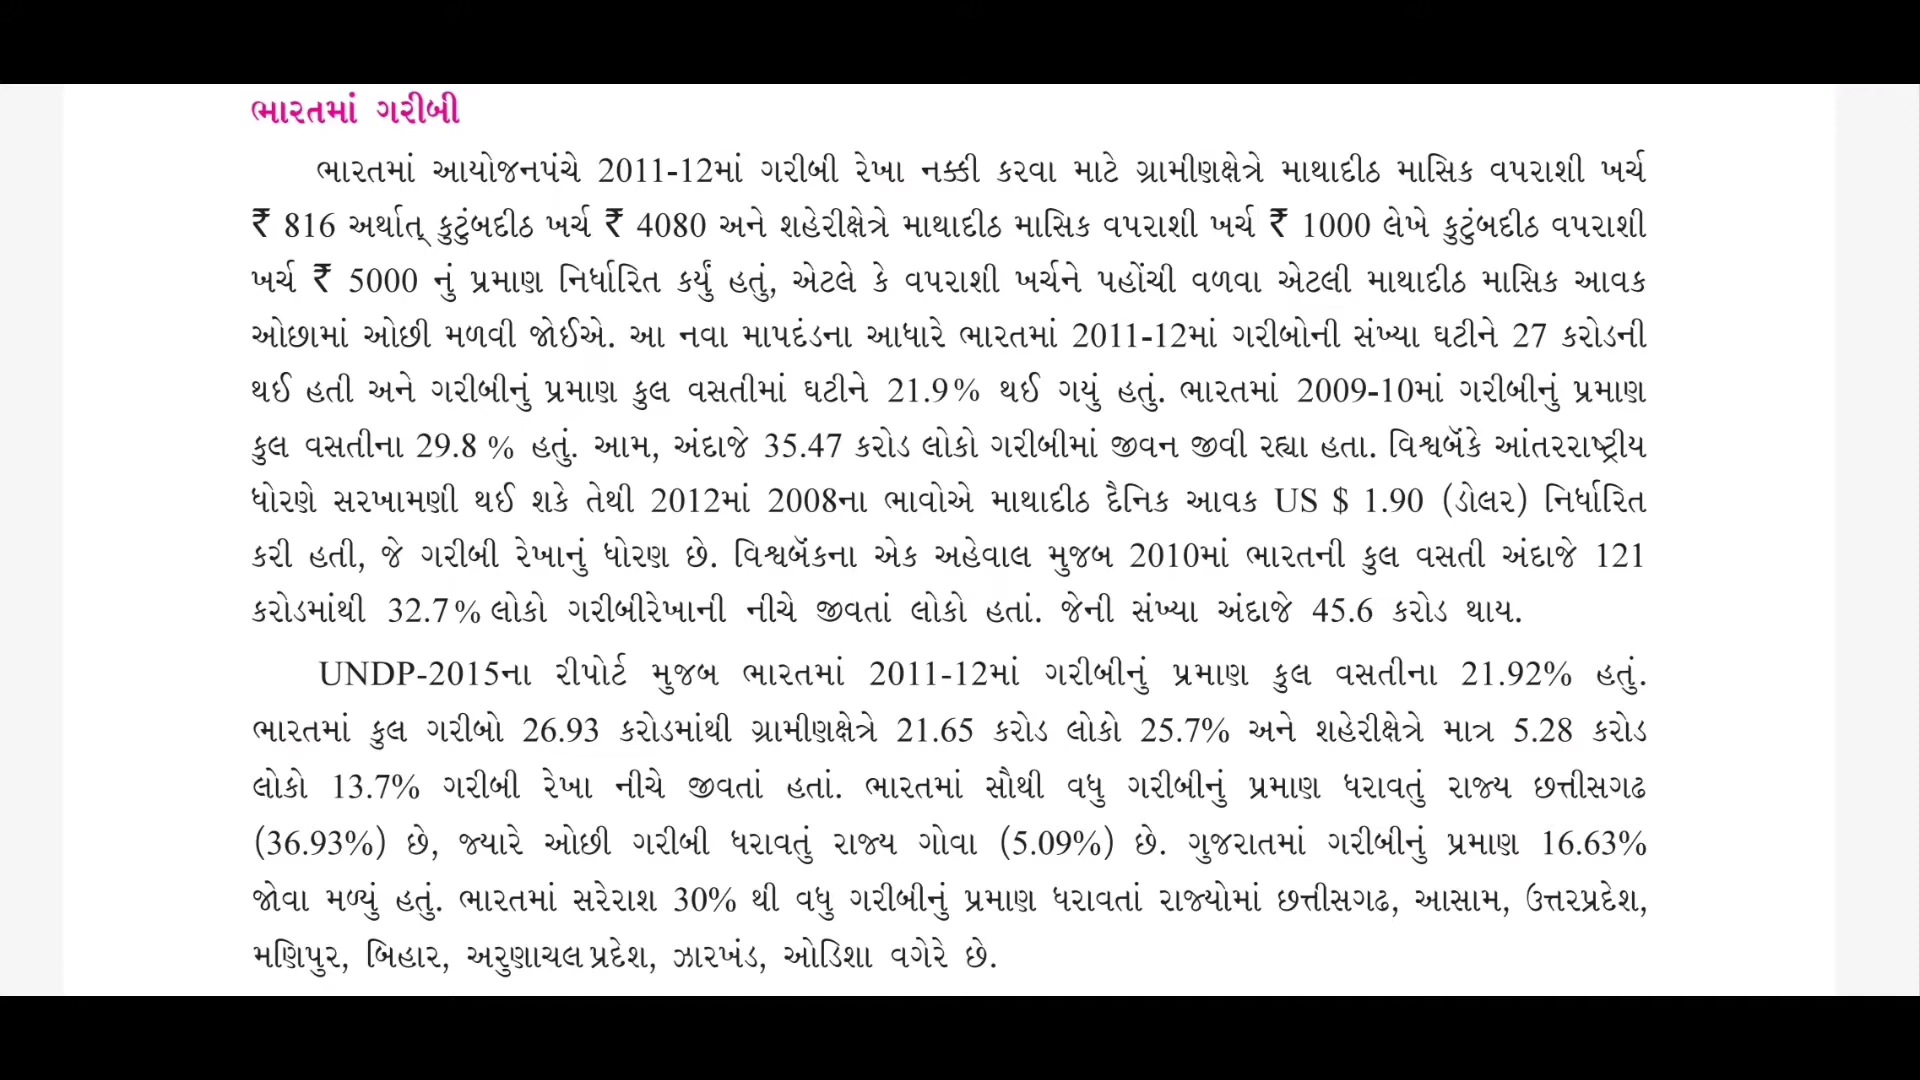 ભારતમાં ગરીબી
ભારતમાં આયોજનપંચે 2011-12માં ગરીબી રેખા નક્કી કરવા માટે ગ્રામીણક્ષેત્રે માથાદીઠ માસિક વપરાશી ખર્ચ
₹ 816 અર્થાત્ કુટુંબદીઠ ખર્ચ ₹ 4080 અને શહેરીક્ષેત્રે માથાદીઠ માસિક વપરાશી ખર્ચ ₹ 1000 લેખે કુટુંબદીઠ વપરાશી
ખર્ચ ₹ 5000 નું પ્રમાણ નિર્ધારિત કર્યું હતું, એટલે કે વપરાશી ખર્ચને પહોંચી વળવા એટલી માથાદીઠ માસિક આવક
ઓછામાં ઓછી મળવી જોઈએ. આ નવા માપદંડના આધારે ભારતમાં 2011-12માં ગરીબોની સંખ્યા ઘટીને 27 કરોડની
થઈ હતી અને ગરીબીનું પ્રમાણ કુલ વસતીમાં ઘટીને 21.9% થઈ ગયું હતું. ભારતમાં 2009-10માં ગરીબીનું પ્રમાણ
કુલ વસતીના 29.8 % હતું. આમ, અંદાજે 35.47 કરોડ લોકો ગરીબીમાં જીવન જીવી રહ્યા હતા. વિશ્વબૅંકે આંતરરાષ્ટ્રીય
ધોરણે સરખામણી થઈ શકે તેથી 2012માં 2008ના ભાવોએ માથાદીઠ દૈનિક આવક US $ 1.90 (ડોલર) નિર્ધારિત
કરી હતી, જે ગરીબી રેખાનું ધોરણ છે. વિશ્વબૅંકના એક અહેવાલ મુજબ 2010માં ભારતની કુલ વસતી અંદાજે 121
કરોડમાંથી 32.7% લોકો ગરીબીરેખાની નીચે જીવતાં લોકો હતાં. જેની સંખ્યા અંદાજે 45.6 કરોડ થાય.
UNDP-2015ના રીપોર્ટ મુજબ ભારતમાં 2011-12માં ગરીબીનું પ્રમાણ કુલ વસતીના 21.92% હતું.
ભારતમાં કુલ ગરીબો 26.93 કરોડમાંથી ગ્રામીણક્ષેત્રે 21.65 કરોડ લોકો 25.7% અને શહેરીક્ષેત્રે માત્ર 5.28 કરોડ
લોકો 13.7% ગરીબી રેખા નીચે જીવતાં હતાં. ભારતમાં સૌથી વધુ ગરીબીનું પ્રમાણ ધરાવતું રાજ્ય છત્તીસગઢ
(36.93%) છે, જ્યારે ઓછી ગરીબી ધરાવતું રાજ્ય ગોવા (5.09%) છે. ગુજરાતમાં ગરીબીનું પ્રમાણ 16.63%
જોવા મળ્યું હતું. ભારતમાં સરેરાશ 30% થી વધુ ગરીબીનું પ્રમાણ ધરાવતાં રાજ્યોમાં છત્તીસગઢ, આસામ, ઉત્તરપ્રદેશ,
મણિપુર, બિહાર, અરુણાચલ પ્રદેશ, ઝારખંડ, ઓડિશા વગેરે છે.